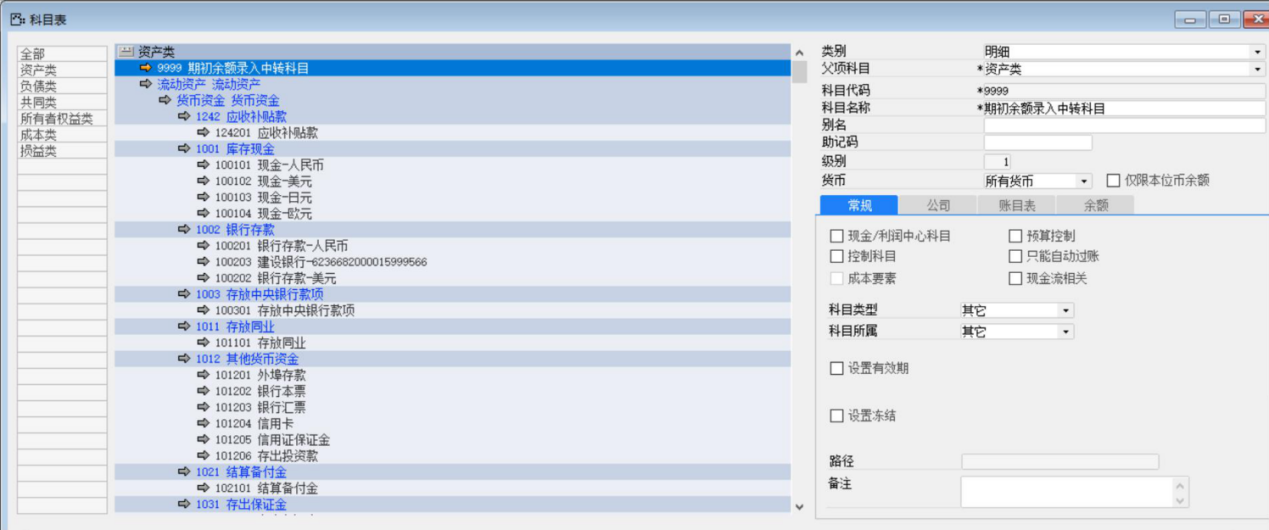 科目表
全部
资产类
负债类
共同类
所有者权益类
成本类
损益类
资产类
9999 期初余额录入中转科目
流动资产 流动资产
货币资金 货币资金
1242 应收补贴款
124201 应收补贴款
1001 库存现金
100101 现金-人民币
100102 现金-美元
100103 现金-日元
100104 现金-欧元
1002 银行存款
100201 银行存款-人民币
100203 建设银行-6236682000015999566
100202 银行存款-美元
1003 存放中央银行款项
100301 存放中央银行款项
1011 存放同业
101101 存放同业
1012 其他货币资金
101201 外埠存款
101202 银行本票
101203 银行汇票
101204 信用卡
101205 信用证保证金
101206 存出投资款
1021 结算备付金
102101 结算备付金
1031 存出保证金
类别 明细
父项科目 *资产类
科目代码 *9999
科目名称 *期初余额录入中转科目
别名
助记码
级别 1
货币 所有货币 仅限本位币余额
常规 公司 账目表 余额
现金/利润中心科目 预算控制
控制科目 只能自动过账
成本要素 现金流相关
科目类型 其它
科目所属 其它
设置有效期
设置冻结
路径
备注